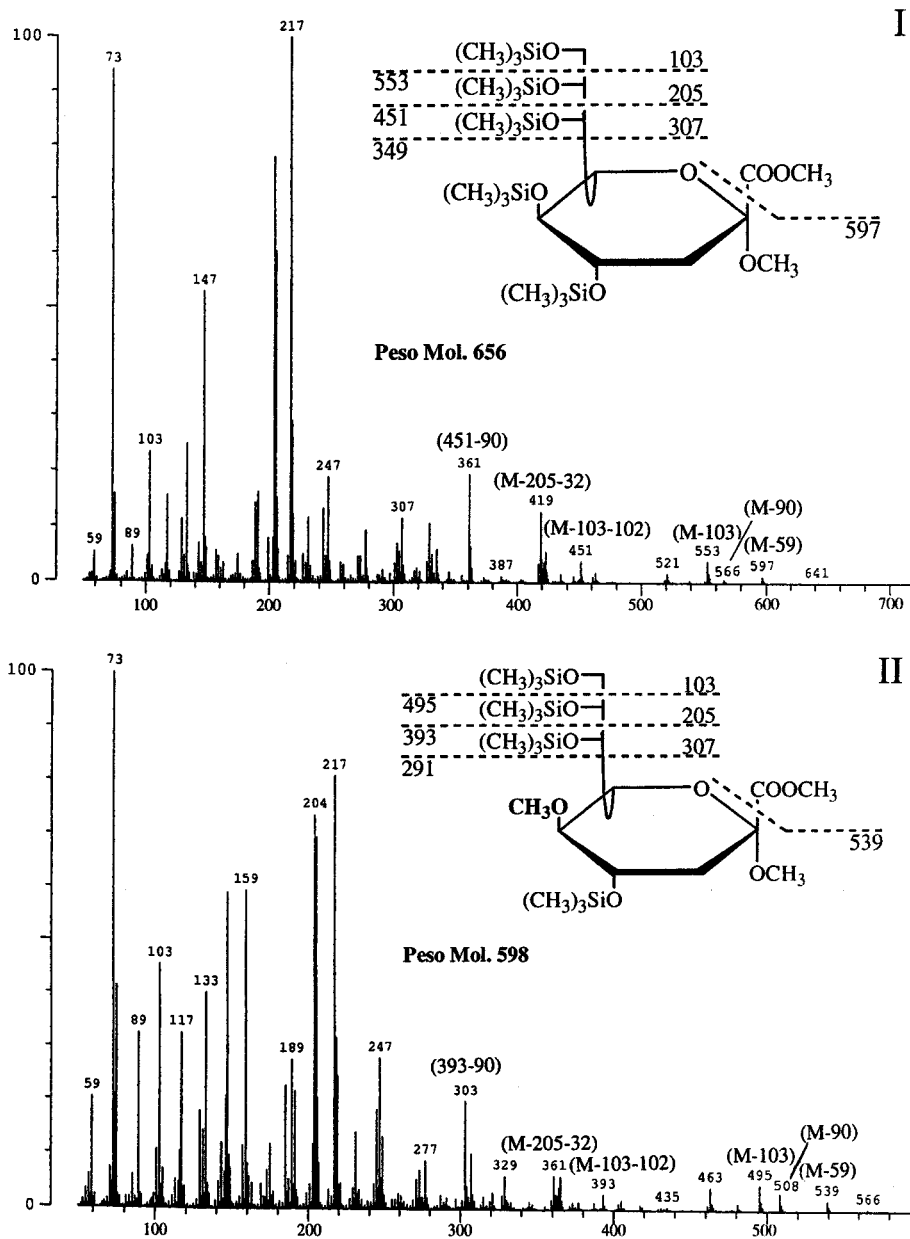 I
100
73
217
(CH₃)₃SiO
103
553
(CH₃)₃SiO
205
451
(CH₃)₃SiO
307
349
O
COOCH₃
(CH₃)₃SiO
597
OCH₃
(CH₃)₃SiO
147
Peso Mol. 656
103
(451-90)
361
247
(M-205-32)
419
307
(M-90)
(M-103-102)
(M-103)
59
89
451
553
(M-59)
387
521
566
597
641
0
100
200
300
400
500
600
700
II
100
73
(CH₃)₃SiO
103
495
(CH₃)₃SiO
205
393
(CH₃)₃SiO
307
291
217
204
O
COOCH₃
CH₃O
539
OCH₃
(CH₃)₃SiO
159
Peso Mol. 598
103
133
89
117
189
247
(393-90)
59
303
(M-90)
(M-205-32)
277
(M-103-102)
(M-103)
329
361
393
463
495
508
(M-59)
435
539
566
0
100
200
300
400
500
600